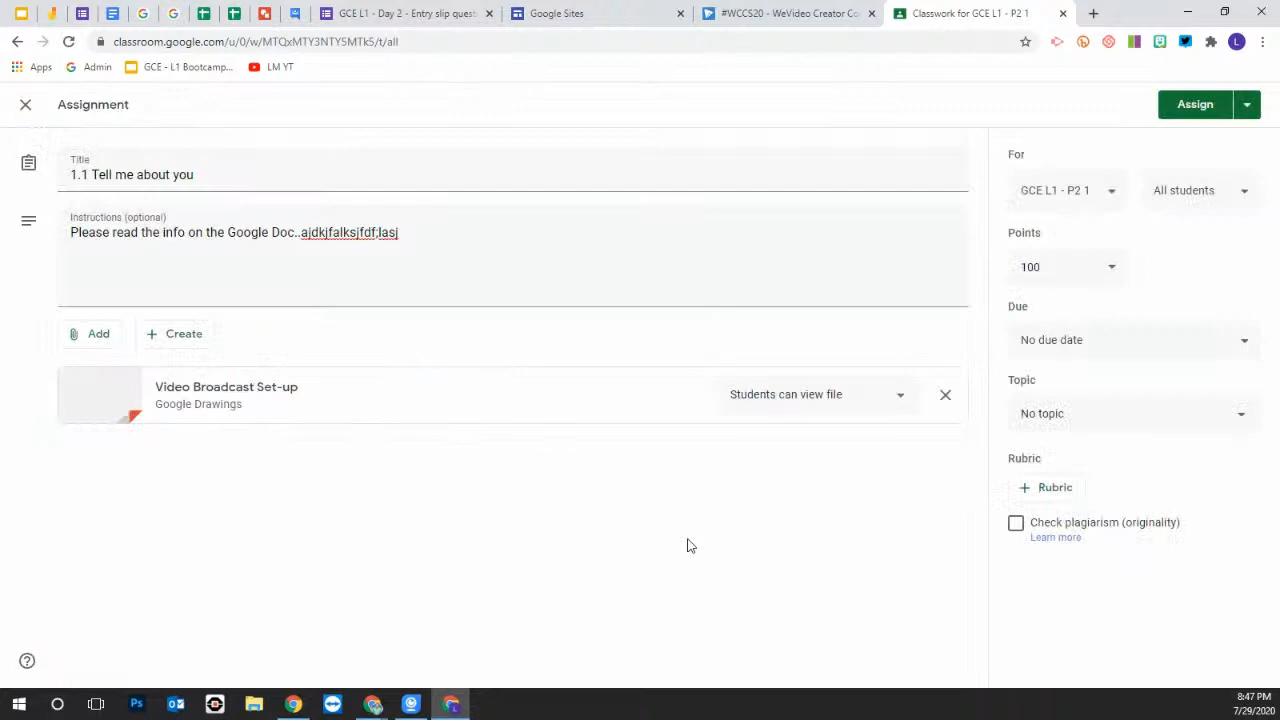 GCE L1 - Day 2 - Entry slip quest
Google Sites
#WCCS20 - WeVideo Creator Co
Classwork for GCE L1 - P2 1
classroom.google.com/u/0/w/MTQxMTY3NTY5MTk5/t/all
Apps
Admin
GCE - L1 Bootcamp...
LM YT
Assignment
Assign
Title
1.1 Tell me about you
Instructions (optional)
Please read the info on the Google Doc..ajdkjfalksjfdf;lasj
Add
Create
Video Broadcast Set-up
Google Drawings
Students can view file
For
GCE L1 - P2 1
All students
Points
100
Due
No due date
Topic
No topic
Rubric
Rubric
Check plagiarism (originality)
Learn more
L
Ps
8:47 PM
7/29/2020